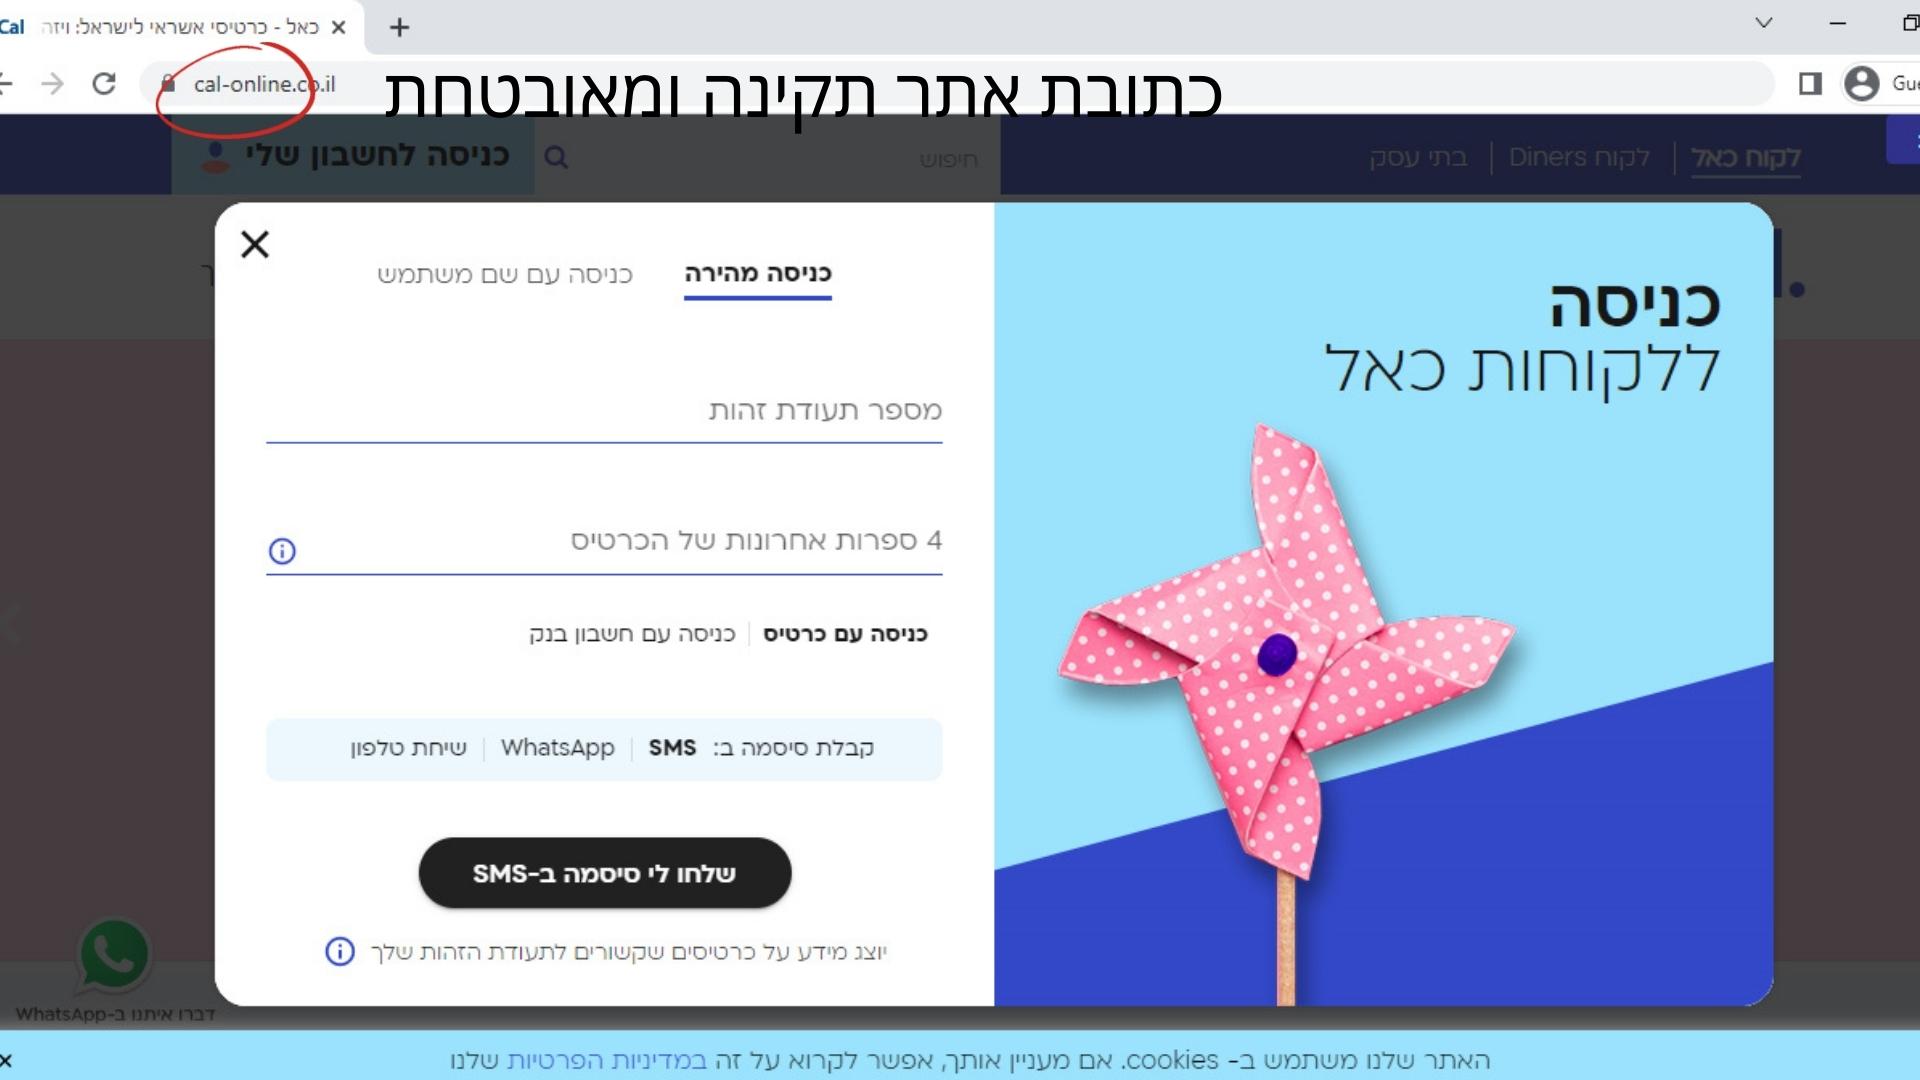 Cal כאל - כרטיסי אשראי לישראל: ויזה
cal-online.co.il
כתובת אתר תקינה ומאובטחת
לקוח כאל
לקוח Diners
בתי עסק
חיפוש
כניסה לחשבון שלי
כניסה מהירה
כניסה עם שם משתמש
מספר תעודת זהות
4 ספרות אחרונות של הכרטיס
כניסה עם כרטיס
כניסה עם חשבון בנק
קבלת סיסמה ב: SMS WhatsApp שיחת טלפון
שלחו לי סיסמה ב-SMS
יוצג מידע על כרטיסים שקשורים לתעודת הזהות שלך
כניסה
ללקוחות כאל
דברו איתנו ב-WhatsApp
האתר שלנו משתמש ב- cookies. אם מעניין אותך, אפשר לקרוא על זה במדיניות הפרטיות שלנו